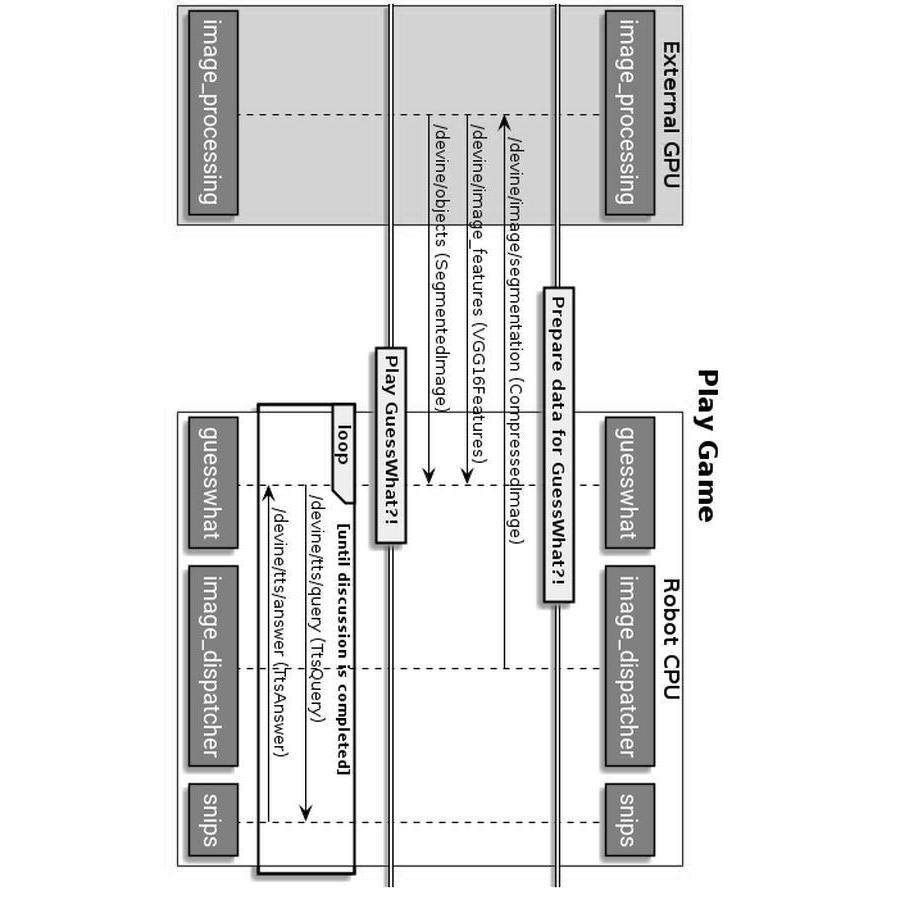 Play Game
External GPU
Robot CPU
image_processing
guesswhat
image_dispatcher
snips
Prepare data for GuessWhat?!
/devine/image/segmentation (CompressedImage)
/devine/image_features (VGG16Features)
/devine/objects (SegmentedImage)
Play GuessWhat?!
loop
[until discussion is completed]
/devine/tts/query (TtsQuery)
/devine/tts/answer (TtsAnswer)
image_processing
guesswhat
image_dispatcher
snips